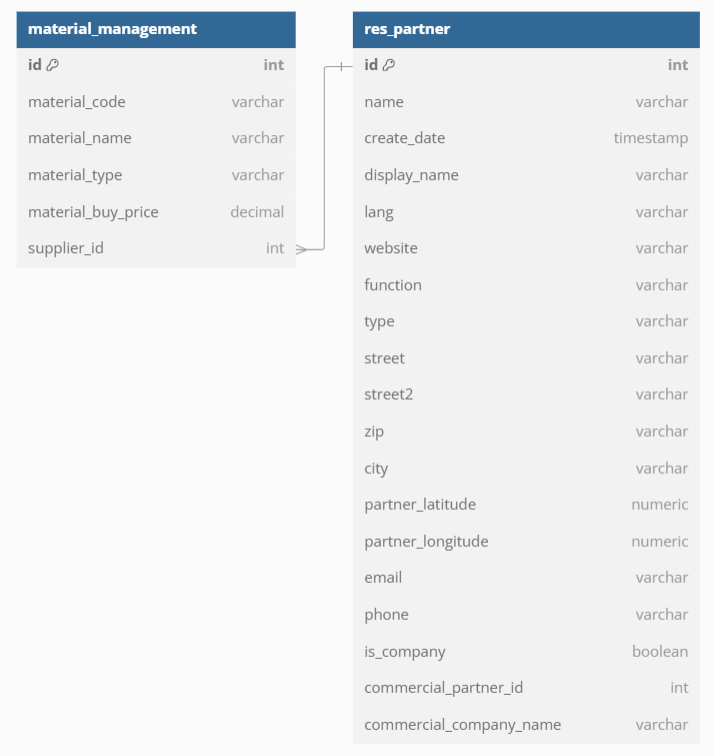 material_management
id int
material_code varchar
material_name varchar
material_type varchar
material_buy_price decimal
supplier_id int
res_partner
id int
name varchar
create_date timestamp
display_name varchar
lang varchar
website varchar
function varchar
type varchar
street varchar
street2 varchar
zip varchar
city varchar
partner_latitude numeric
partner_longitude numeric
email varchar
phone varchar
is_company boolean
commercial_partner_id int
commercial_company_name varchar